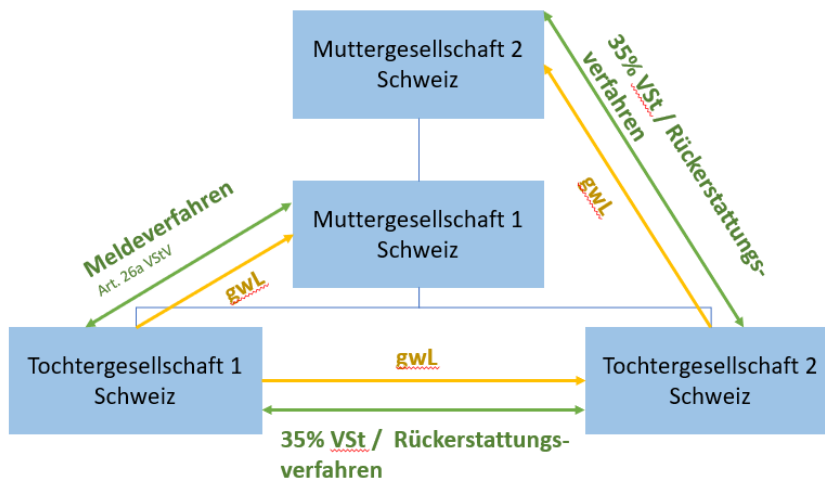 Muttergesellschaft 2
Schweiz
35% VSt / Rückerstattungs-
verfahren
gwL
Muttergesellschaft 1
Schweiz
Meldeverfahren
Art. 26a VStV
gwL
Tochtergesellschaft 1
Schweiz
gwL
Tochtergesellschaft 2
Schweiz
35% VSt / Rückerstattungs-
verfahren